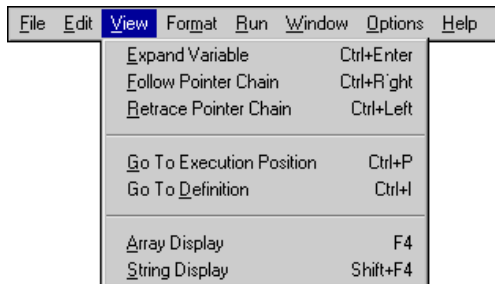 File Edit View Format Run Window Options Help
Expand Variable Ctrl+Enter
Follow Pointer Chain Ctrl+Right
Retrace Pointer Chain Ctrl+Left
Go To Execution Position Ctrl+P
Go To Definition Ctrl+I
Array Display F4
String Display Shift+F4